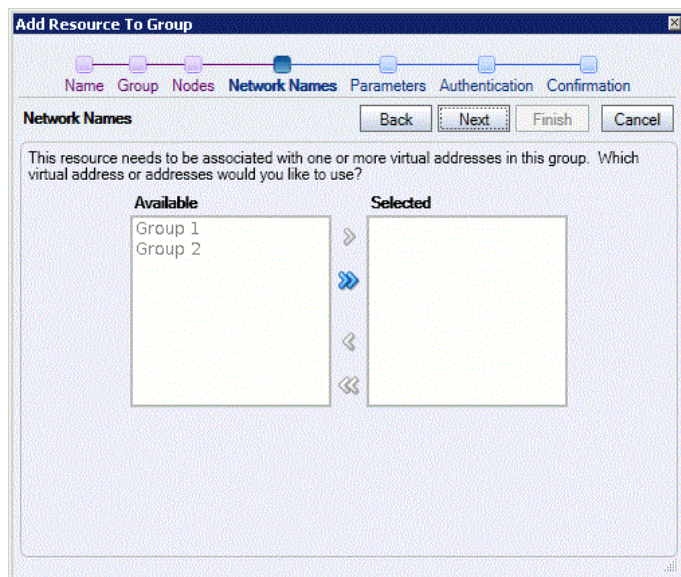 Add Resource To Group
Name Group Nodes Network Names Parameters Authentication Confirmation
Network Names Back Next Finish Cancel
This resource needs to be associated with one or more virtual addresses in this group. Which
virtual address or addresses would you like to use?
Available Selected
Group 1
Group 2